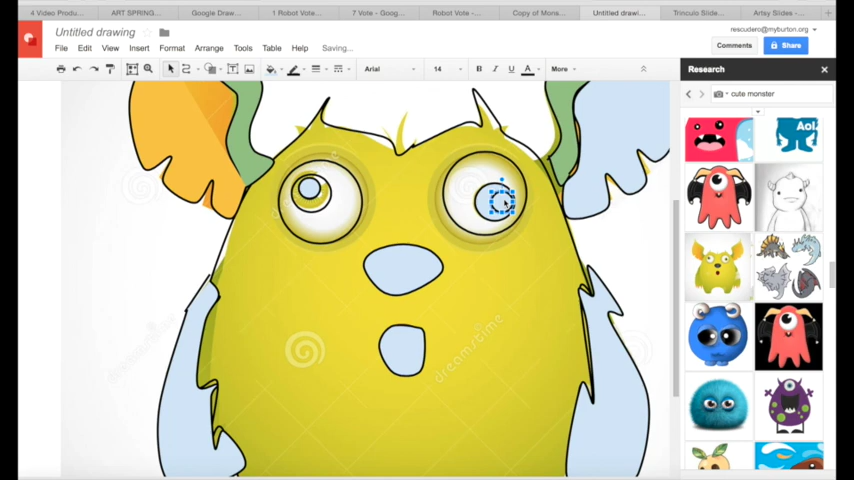 4 Video Produ...
ART SPRING...
Google Draw...
1 Robot Vote...
7 Vote - Goog...
Robot Vote -...
Copy of Mons...
Untitled drawi...
Trinculo Slide...
Artsy Slides -...
Untitled drawing
rescudero@myburton.org
File Edit View Insert Format Arrange Tools Table Help Saving...
Comments
Share
Arial
14
B I U A
More
Research
cute monster
Aol
dreamstime
dreamstime